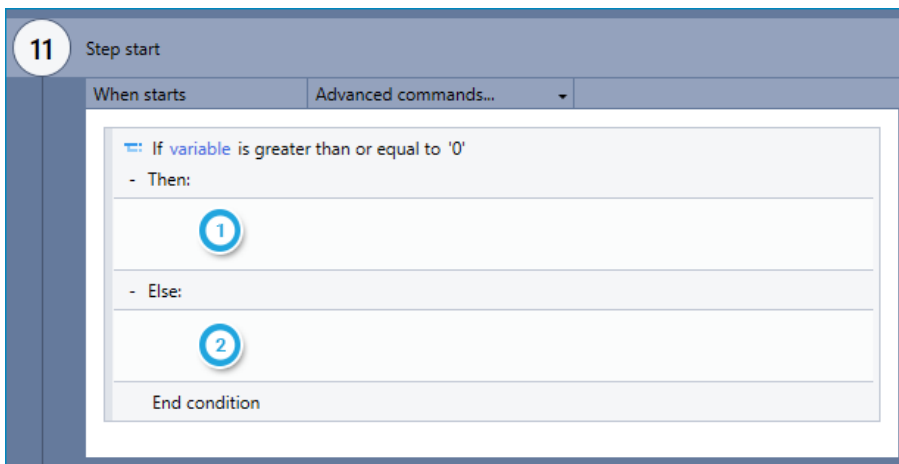 11 Step start
When starts Advanced commands...
If variable is greater than or equal to '0'
- Then:
1
- Else:
2
End condition